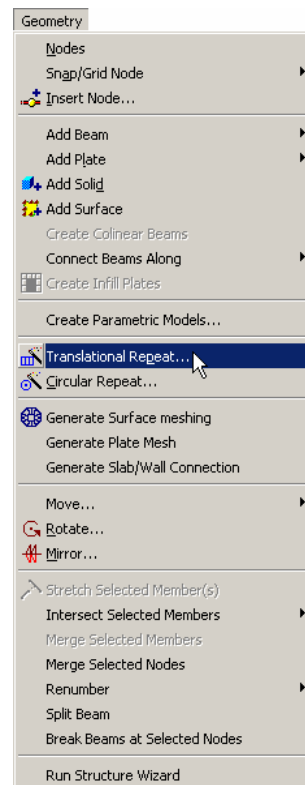 Geometry
Nodes
Snap/Grid Node
Insert Node...
Add Beam
Add Plate
Add Solid
Add Surface
Create Colinear Beams
Connect Beams Along
Create Infill Plates
Create Parametric Models...
Translational Repeat...
Circular Repeat...
Generate Surface meshing
Generate Plate Mesh
Generate Slab/Wall Connection
Move...
Rotate...
Mirror...
Stretch Selected Member(s)
Intersect Selected Members
Merge Selected Members
Merge Selected Nodes
Renumber
Split Beam
Break Beams at Selected Nodes
Run Structure Wizard